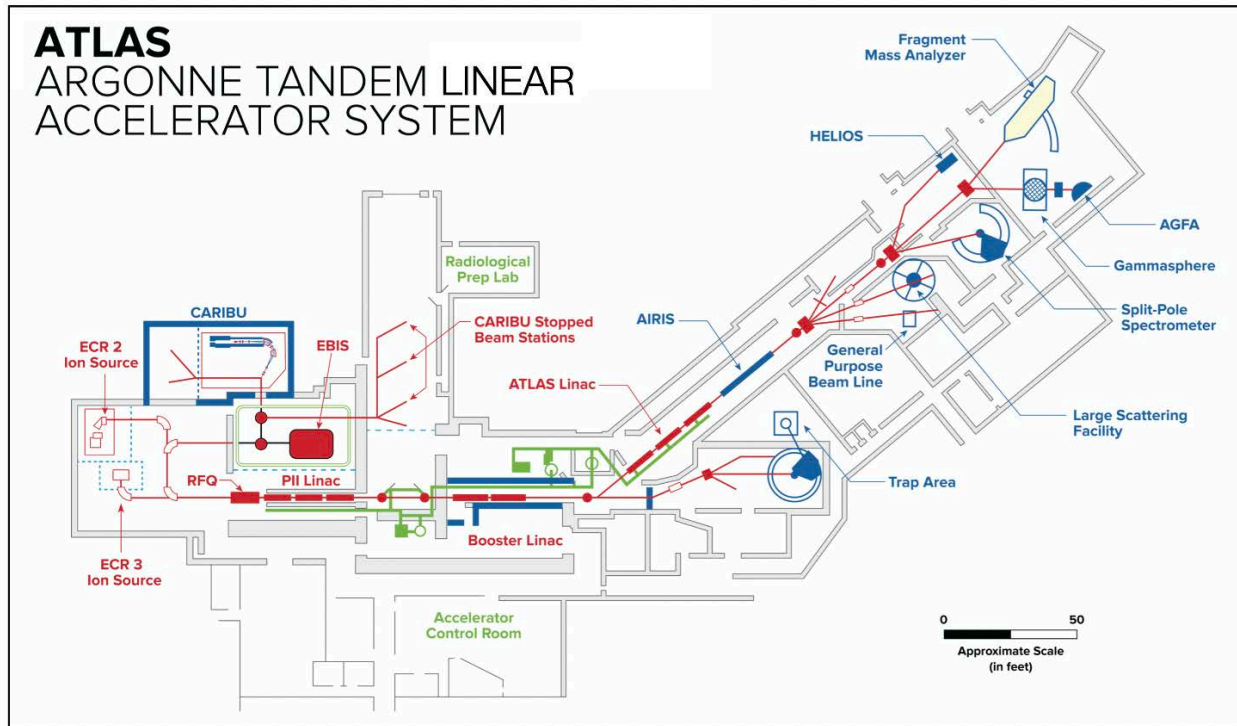 ATLAS
ARGONNE TANDEM LINEAR
ACCELERATOR SYSTEM
Fragment
Mass Analyzer
HELIOS
AGFA
Gammasphere
Split-Pole
Spectrometer
Radiological
Prep Lab
CARIBU
CARIBU Stopped
Beam Stations
AIRIS
General
Purpose
Beam Line
ECR 2
Ion Source
EBIS
ATLAS Linac
Large Scattering
Facility
RFQ
PII Linac
Trap Area
Booster Linac
ECR 3
Ion Source
Accelerator
Control Room
0 50
Approximate Scale
(in feet)